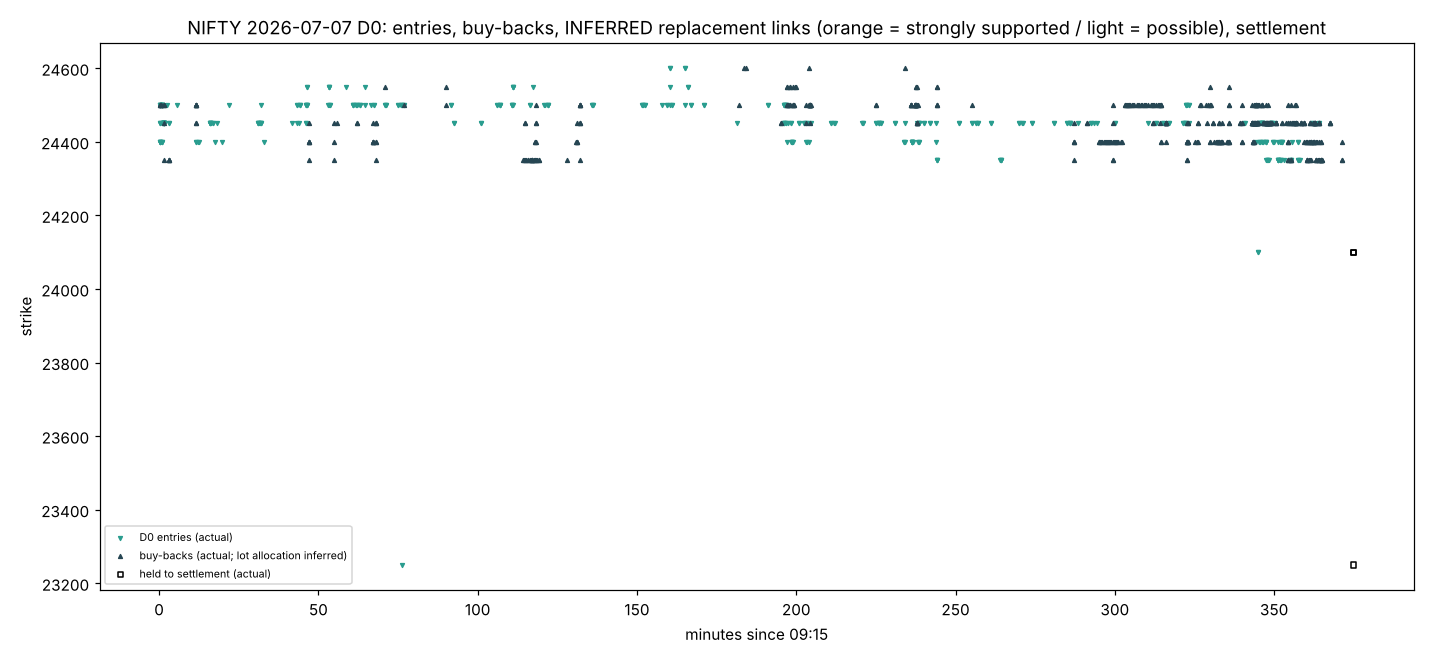 NIFTY 2026-07-07 D0: entries, buy-backs, INFERRED replacement links (orange = strongly supported / light = possible), settlement
strike
24600
24400
24200
24000
23800
23600
23400
23200
D0 entries (actual)
buy-backs (actual; lot allocation inferred)
held to settlement (actual)
0 50 100 150 200 250 300 350
minutes since 09:15